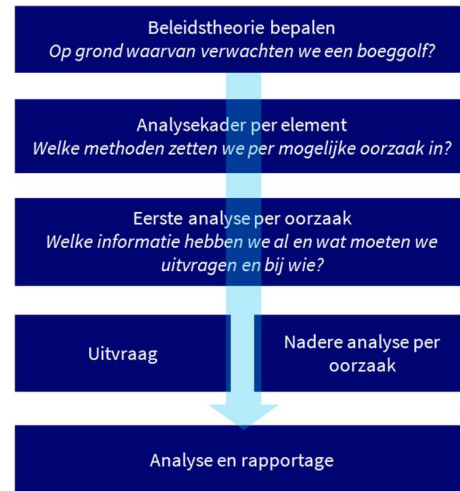 Beleidstheorie bepalen
Op grond waarvan verwachten we een boeggolf?
Analysekader per element
Welke methoden zetten we per mogelijke oorzaak in?
Eerste analyse per oorzaak
Welke informatie hebben we al en wat moeten we
uitvragen en bij wie?
Uitvraag
Nadere analyse per
oorzaak
Analyse en rapportage